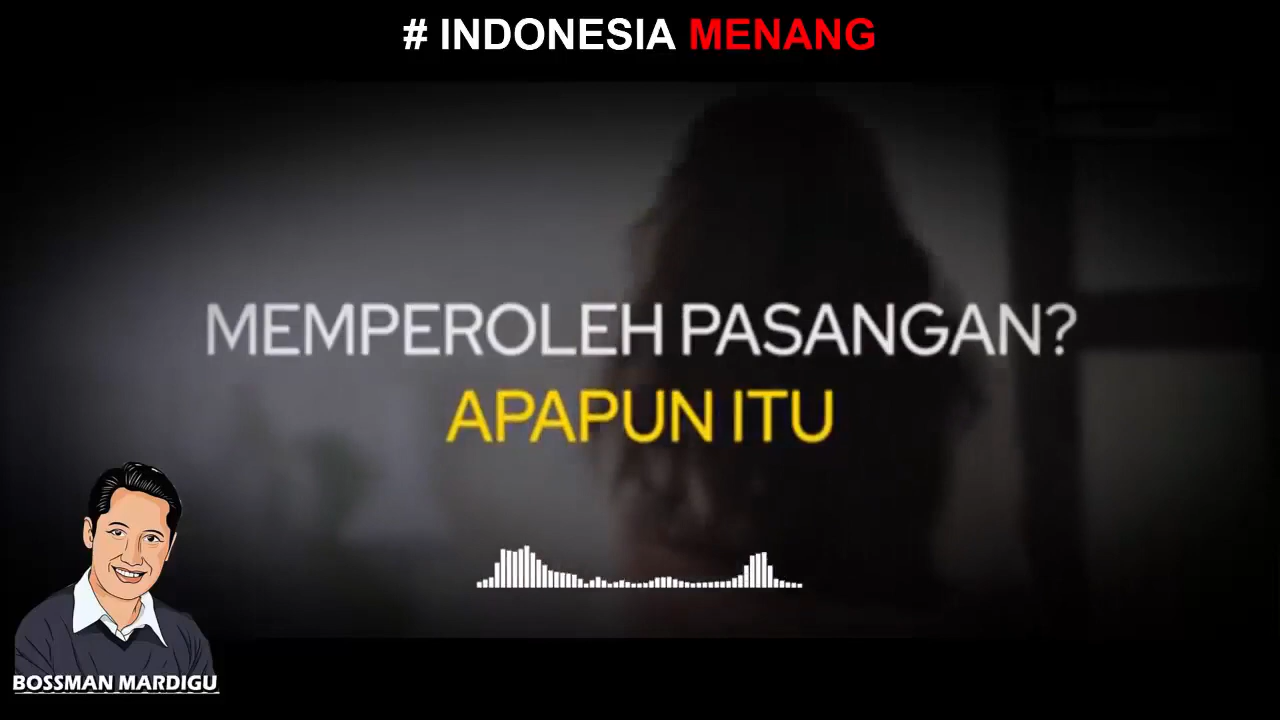 # INDONESIA MENANG
MEMPEROLEH PASANGAN?
APAPUN ITU
BOSSMAN MARDIGU